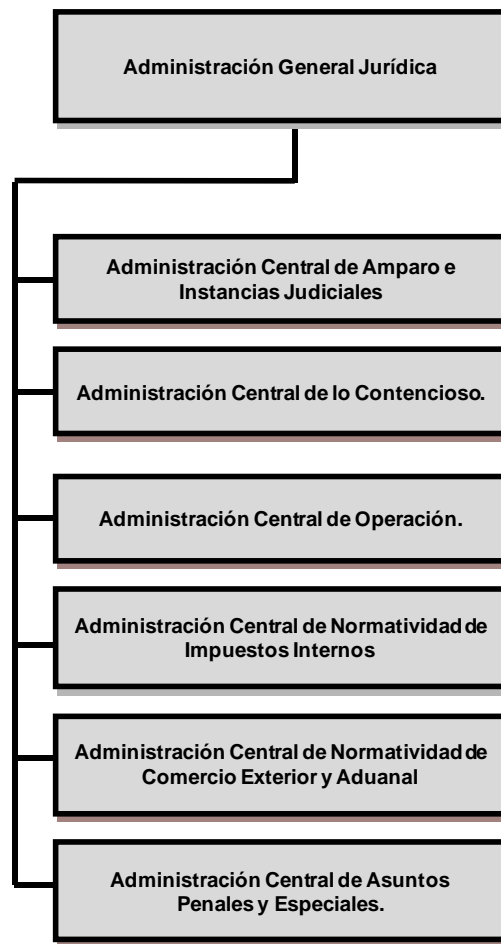 Administración General Jurídica
Administración Central de Amparo e
Instancias Judiciales
Administración Central de lo Contencioso.
Administración Central de Operación.
Administración Central de Normatividad de
Impuestos Internos
Administración Central de Normatividad de
Comercio Exterior y Aduanal
Administración Central de Asuntos
Penales y Especiales.